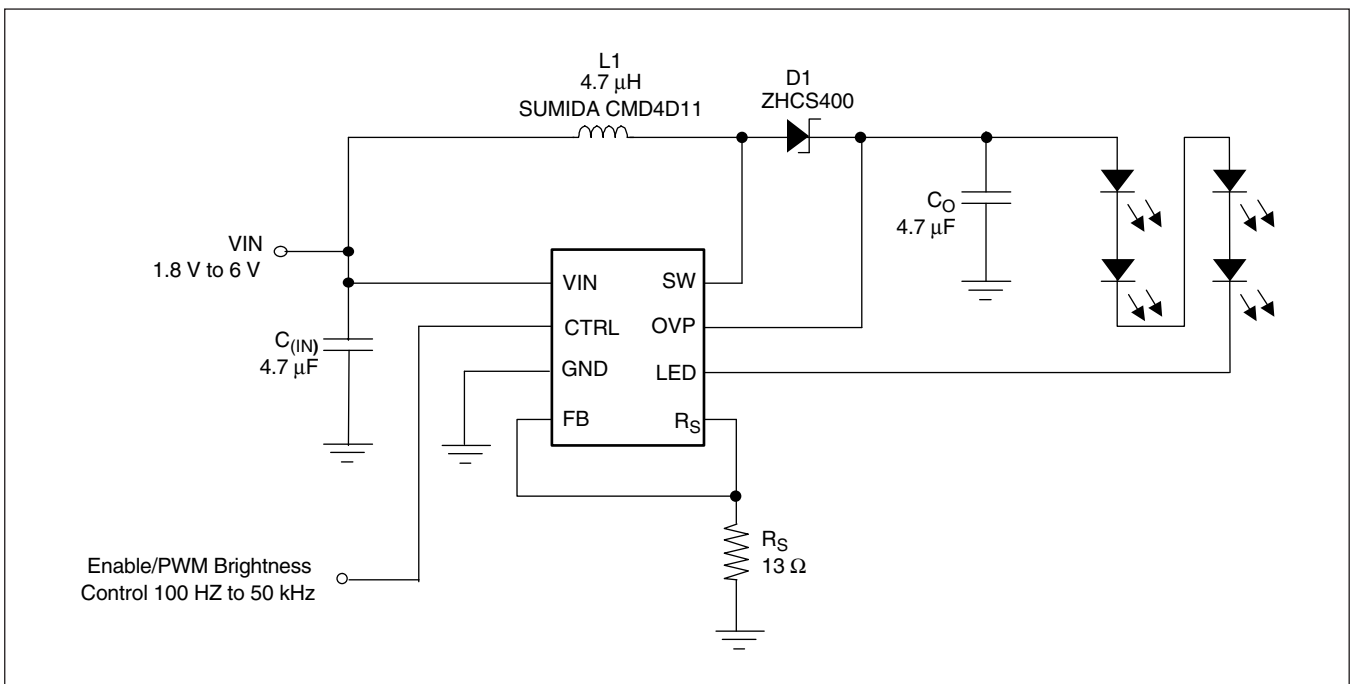 L1
4.7 μH
SUMIDA CMD4D11
D1
ZHCS400
VIN
1.8 V to 6 V
C(IN)
4.7 μF
CO
4.7 μF
VIN
CTRL
GND
FB
SW
OVP
LED
RS
RS
13 Ω
Enable/PWM Brightness
Control 100 HZ to 50 kHz